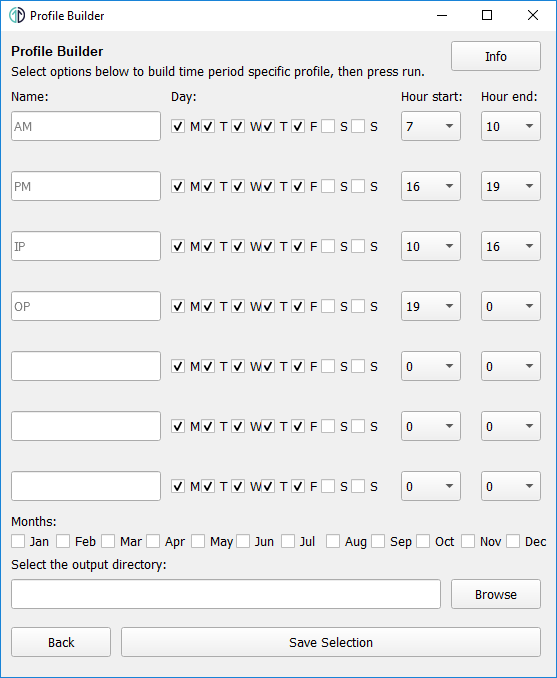 Profile Builder
Profile Builder
Info
Select options below to build time period specific profile, then press run.
Name: Day: Hour start: Hour end:
AM M T W T F S S 7 10
PM M T W T F S S 16 19
IP M T W T F S S 10 16
OP M T W T F S S 19 0
M T W T F S S 0 0
M T W T F S S 0 0
M T W T F S S 0 0
Months:
Jan Feb Mar Apr May Jun Jul Aug Sep Oct Nov Dec
Select the output directory:
Browse
Back Save Selection